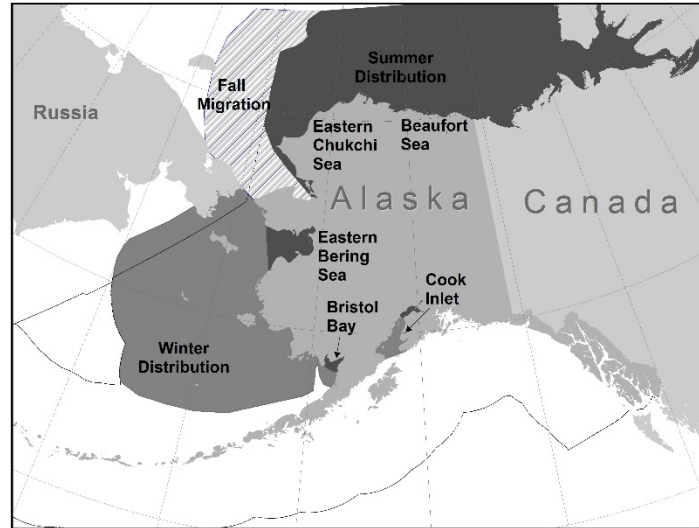 Summer
Distribution
Fall
Migration
Russia
Eastern
Chukchi
Sea
Beaufort
Sea
Alaska
Canada
Eastern
Bering
Sea
Cook
Inlet
Bristol
Bay
Winter
Distribution